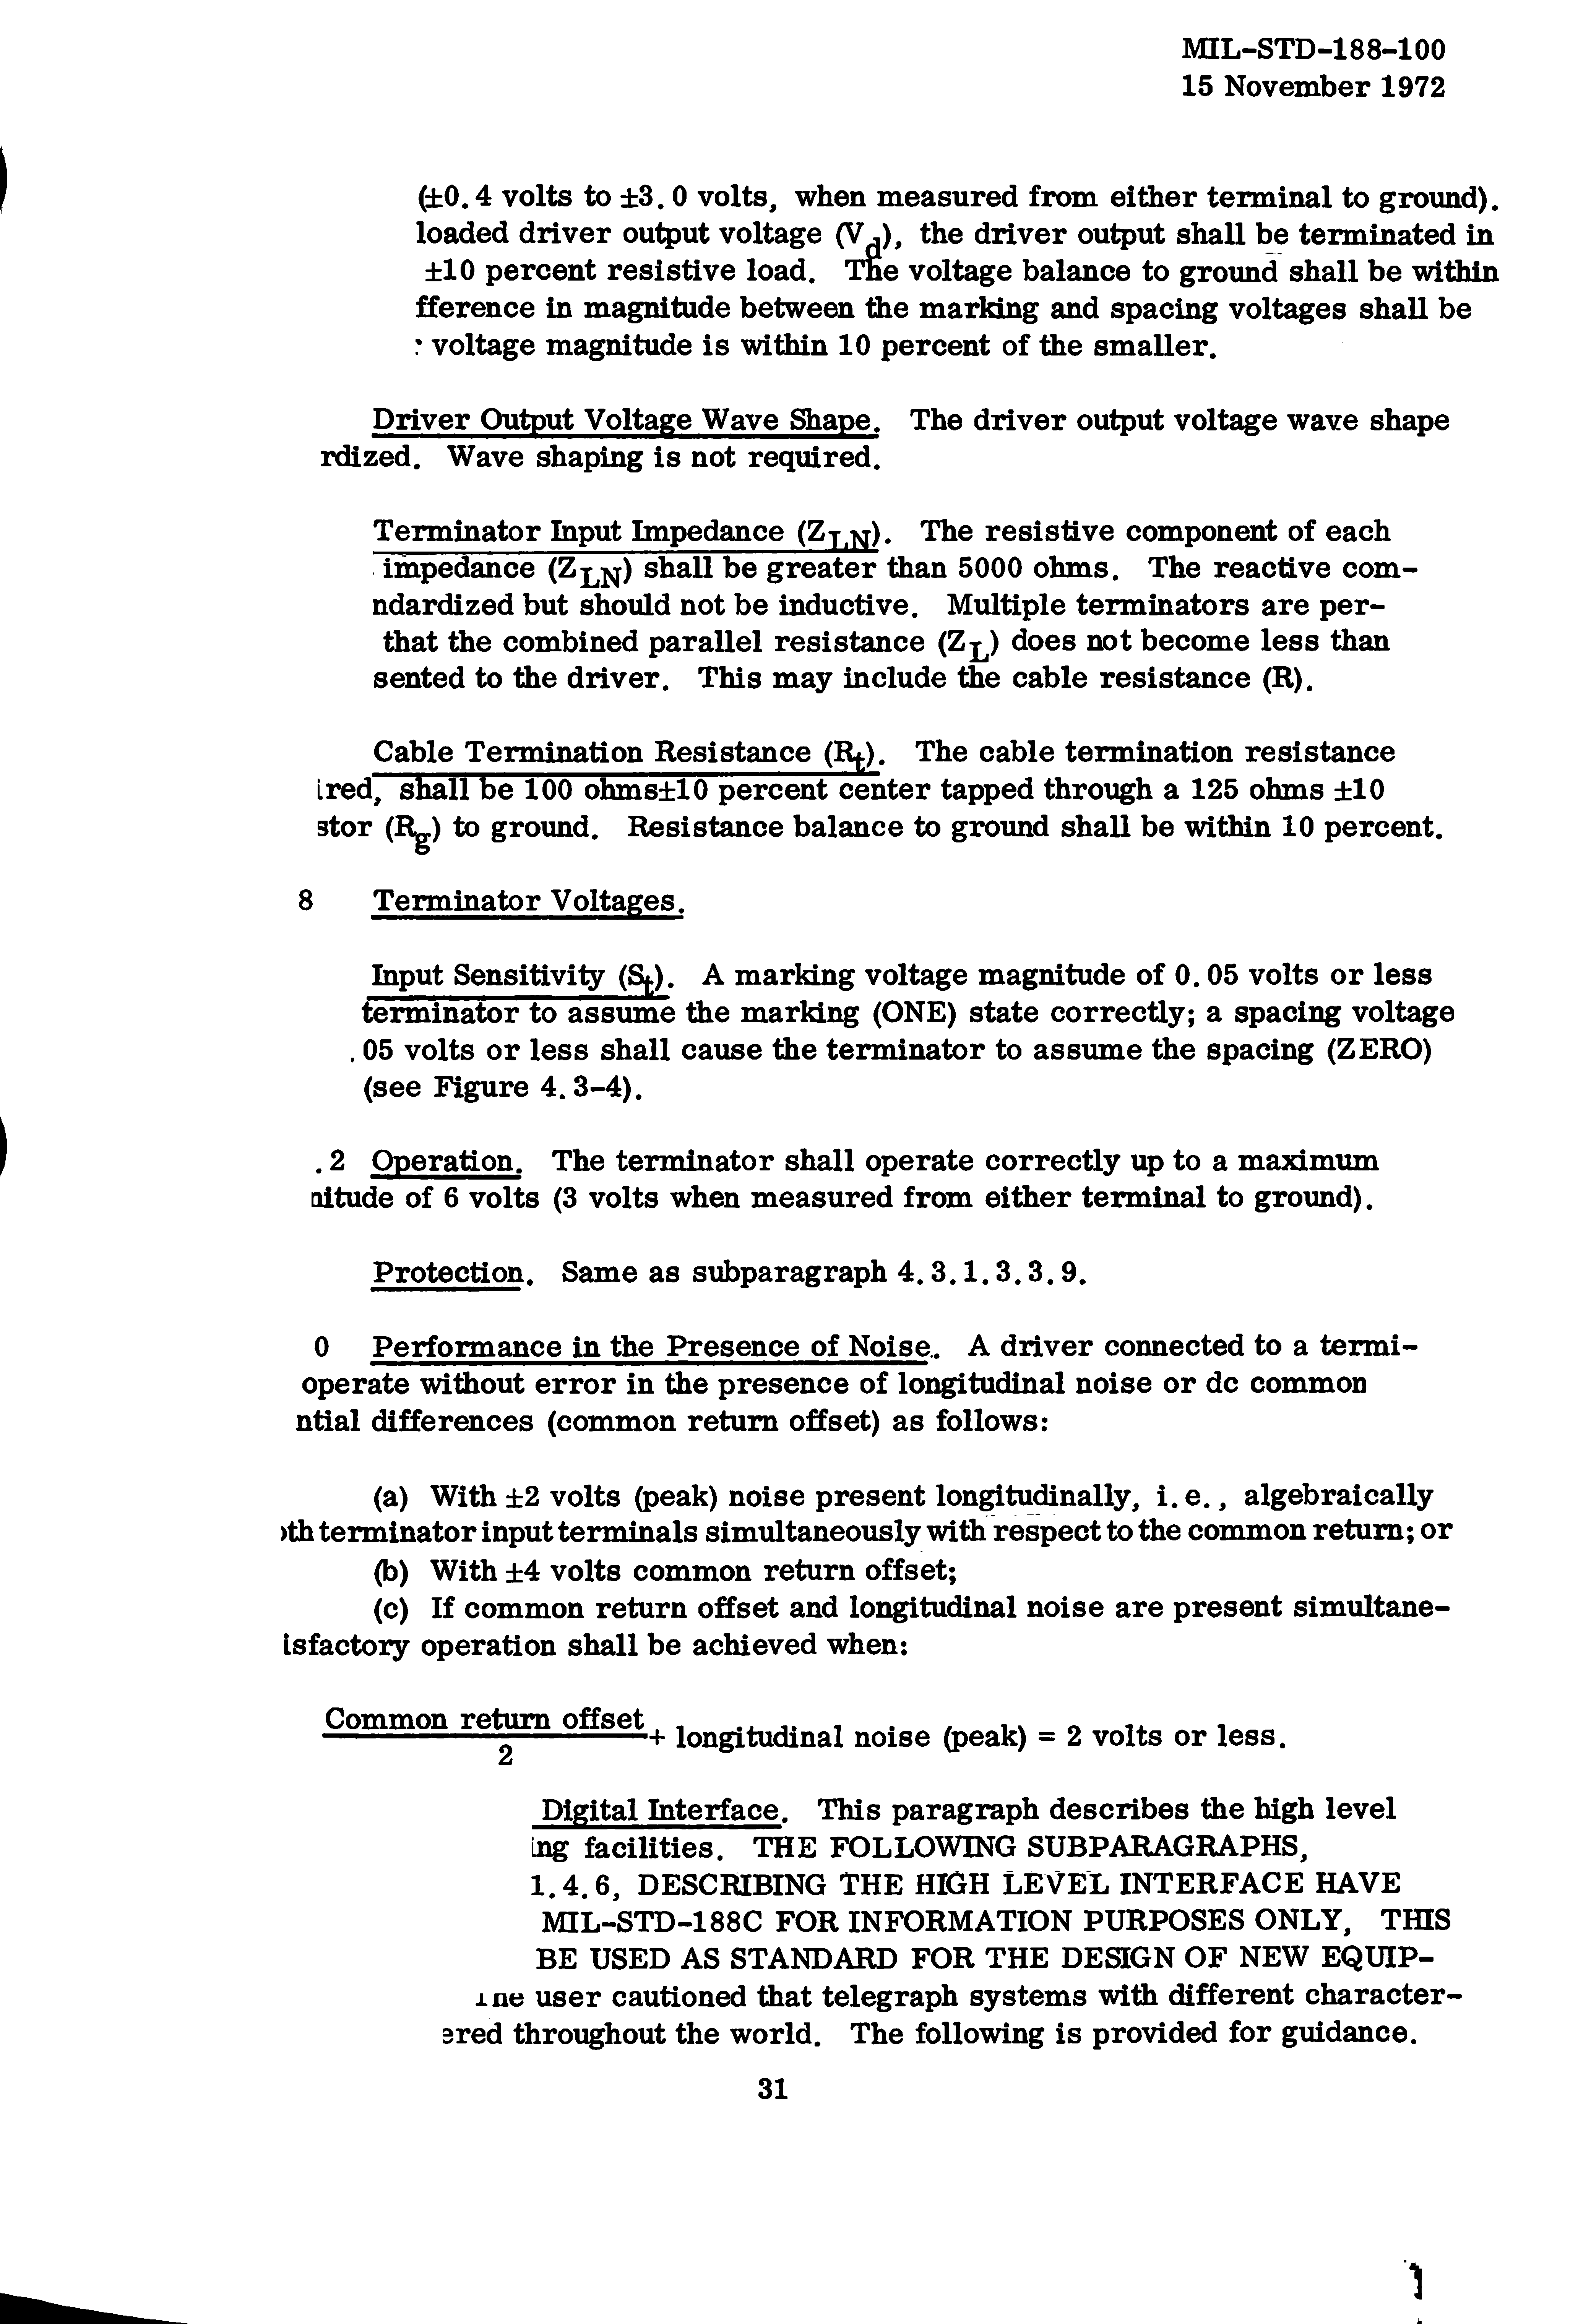 MIL-STD-188-100
15 November 1972
(±0.4 volts to ±3.0 volts, when measured from either terminal to ground).
loaded driver output voltage (Vd), the driver output shall be terminated in
±10 percent resistive load. The voltage balance to ground shall be within
fference in magnitude between the marking and spacing voltages shall be
voltage magnitude is within 10 percent of the smaller.
Driver Output Voltage Wave Shape. The driver output voltage wave shape
rdized. Wave shaping is not required.
Terminator Input Impedance (ZLN). The resistive component of each
impedance (ZLN) shall be greater than 5000 ohms. The reactive com-
ndardized but should not be inductive. Multiple terminators are per-
that the combined parallel resistance (ZL) does not become less than
sented to the driver. This may include the cable resistance (R).
Cable Termination Resistance (Rt). The cable termination resistance
ired, shall be 100 ohms±10 percent center tapped through a 125 ohms ±10
stor (Rg) to ground. Resistance balance to ground shall be within 10 percent.
8 Terminator Voltages.
Input Sensitivity (St). A marking voltage magnitude of 0.05 volts or less
terminator to assume the marking (ONE) state correctly; a spacing voltage
.05 volts or less shall cause the terminator to assume the spacing (ZERO)
(see Figure 4.3-4).
.2 Operation. The terminator shall operate correctly up to a maximum
nitude of 6 volts (3 volts when measured from either terminal to ground).
Protection. Same as subparagraph 4.3.1.3.3.9.
0 Performance in the Presence of Noise. A driver connected to a termi-
operate without error in the presence of longitudinal noise or dc common
ntial differences (common return offset) as follows:
(a) With ±2 volts (peak) noise present longitudinally, i.e., algebraically
oth terminator input terminals simultaneously with respect to the common return; or
(b) With ±4 volts common return offset;
(c) If common return offset and longitudinal noise are present simultane-
isfactory operation shall be achieved when:
Common return offset
+ longitudinal noise (peak) = 2 volts or less.
2
Digital Interface. This paragraph describes the high level
ing facilities. THE FOLLOWING SUBPARAGRAPHS,
1.4.6, DESCRIBING THE HIGH LEVEL INTERFACE HAVE
MIL-STD-188C FOR INFORMATION PURPOSES ONLY, THIS
BE USED AS STANDARD FOR THE DESIGN OF NEW EQUIP-
The user cautioned that telegraph systems with different character-
ered throughout the world. The following is provided for guidance.
31